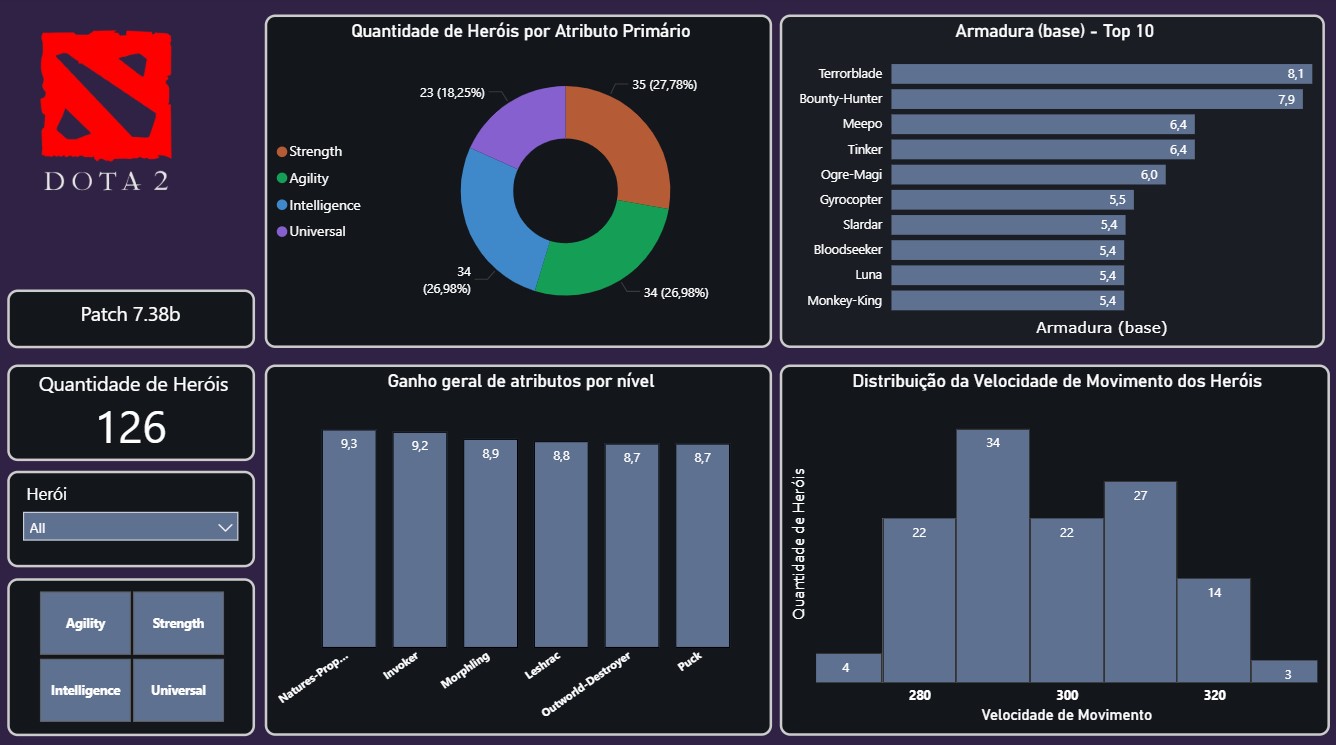 DOTA 2
Patch 7.38b
Quantidade de Heróis
126
Herói
All
Agility
Strength
Intelligence
Universal
Quantidade de Heróis por Atributo Primário
Strength
Agility
Intelligence
Universal
23 (18,25%)
35 (27,78%)
34
(26,98%)
34 (26,98%)
Armadura (base) - Top 10
Terrorblade 8,1
Bounty-Hunter 7,9
Meepo 6,4
Tinker 6,4
Ogre-Magi 6,0
Gyrocopter 5,5
Slardar 5,4
Bloodseeker 5,4
Luna 5,4
Monkey-King 5,4
Armadura (base)
Ganho geral de atributos por nível
9,3 9,2 8,9 8,8 8,7 8,7
Natures-Prop...
Invoker
Morphling
Leshrac
Outworld-Destroyer
Puck
Distribuição da Velocidade de Movimento dos Heróis
Quantidade de Heróis
4 22 34 22 27 14 3
280 300 320
Velocidade de Movimento